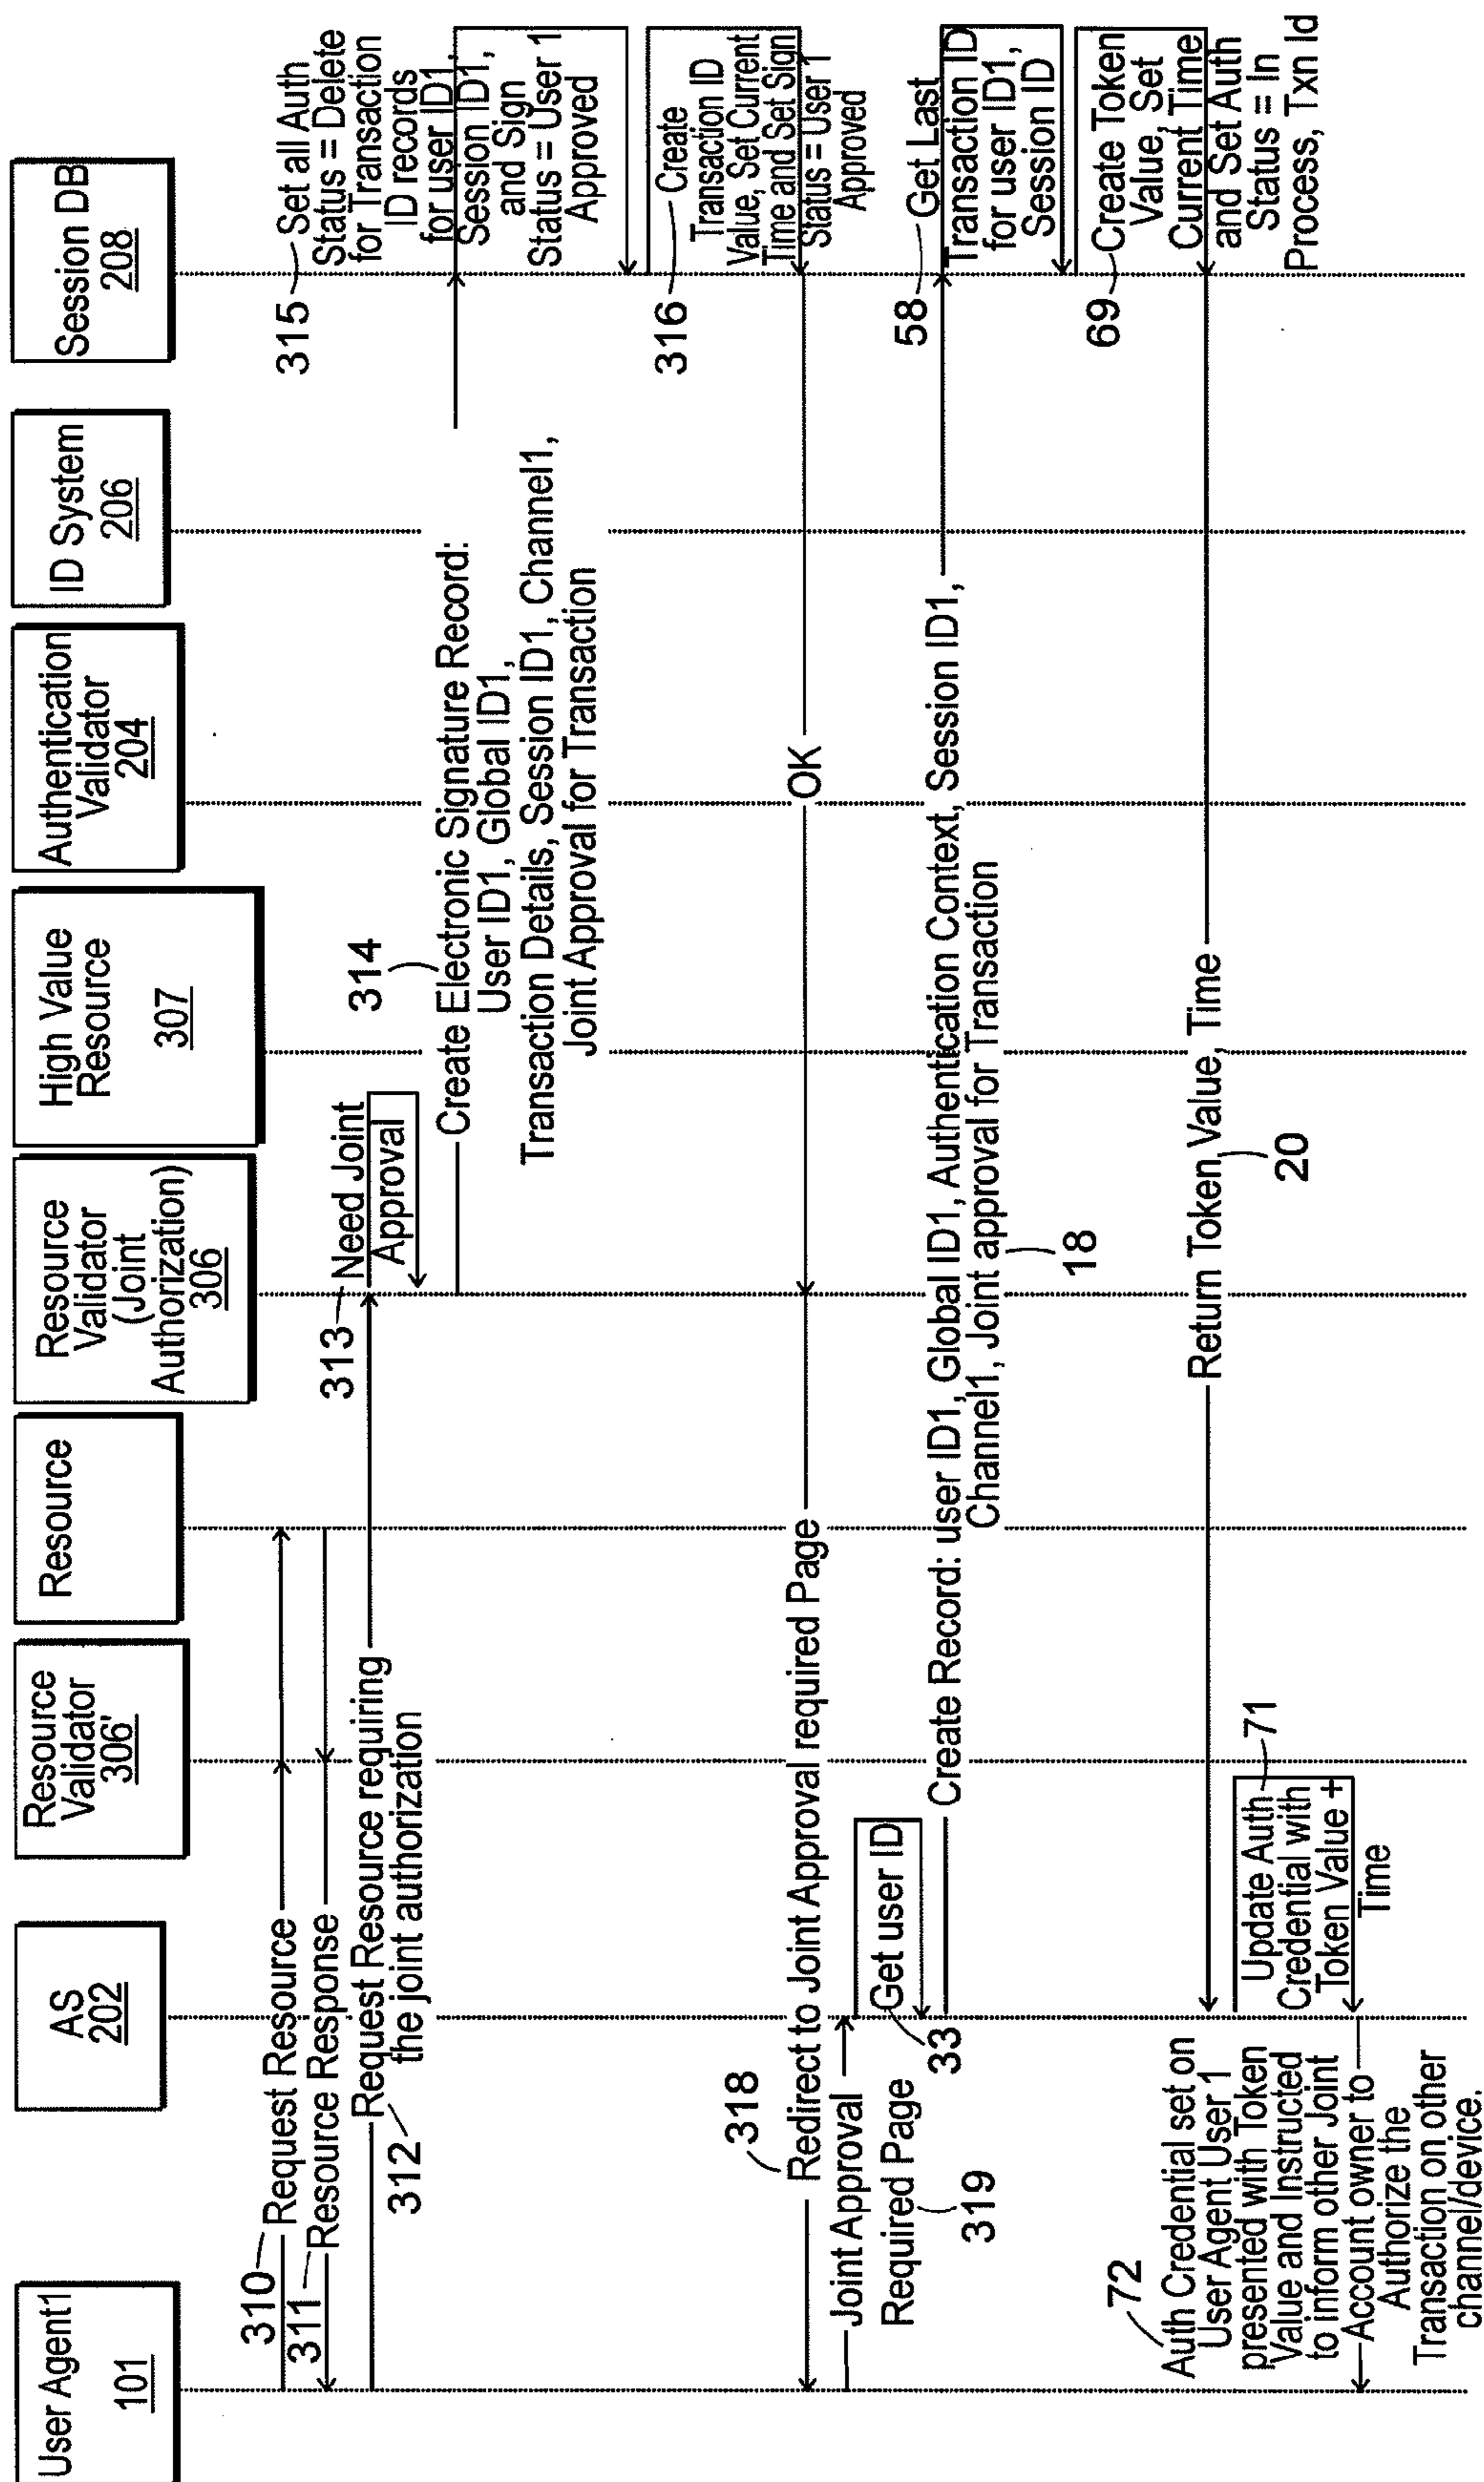 User Agent1
101
AS
202
Resource
Validator
306'
Resource
Resource
Validator
(Joint
Authorization)
306
High Value
Resource
307
Authentication
Validator
204
ID System
206
Session DB
208
310
Request Resource
311
Resource Response
Request Resource requiring
the joint authorization
312
313
Need Joint
Approval
314
Create Electronic Signature Record:
User ID1, Global ID1,
Transaction Details, Session ID1, Channel1,
Joint Approval for Transaction
315
Set all Auth
Status = Delete
for Transaction
ID records
for user ID1,
Session ID1,
and Sign
Status = User 1
Approved
316
Create
Transaction ID
Value, Set Current
Time and Set Sign
Status = User 1
Approved
OK
318
Redirect to Joint Approval required Page
Joint Approval
Required Page
319
Get user ID
33
Create Record: user ID1, Global ID1, Authentication Context, Session ID1,
Channel1, Joint approval for Transaction
18
58
Get Last
Transaction ID
for user ID1,
Session ID
69
Create Token
Value, Set
Current Time
and Set Auth
Status = In
Process, Txn Id
Return Token Value, Time
20
Update Auth
Credential with
Token Value +
Time
71
72
Auth Credential set on
User Agent User 1
presented with Token
Value and Instructed
to inform other Joint
Account owner to
Authorize the
Transaction on other
channel/device.